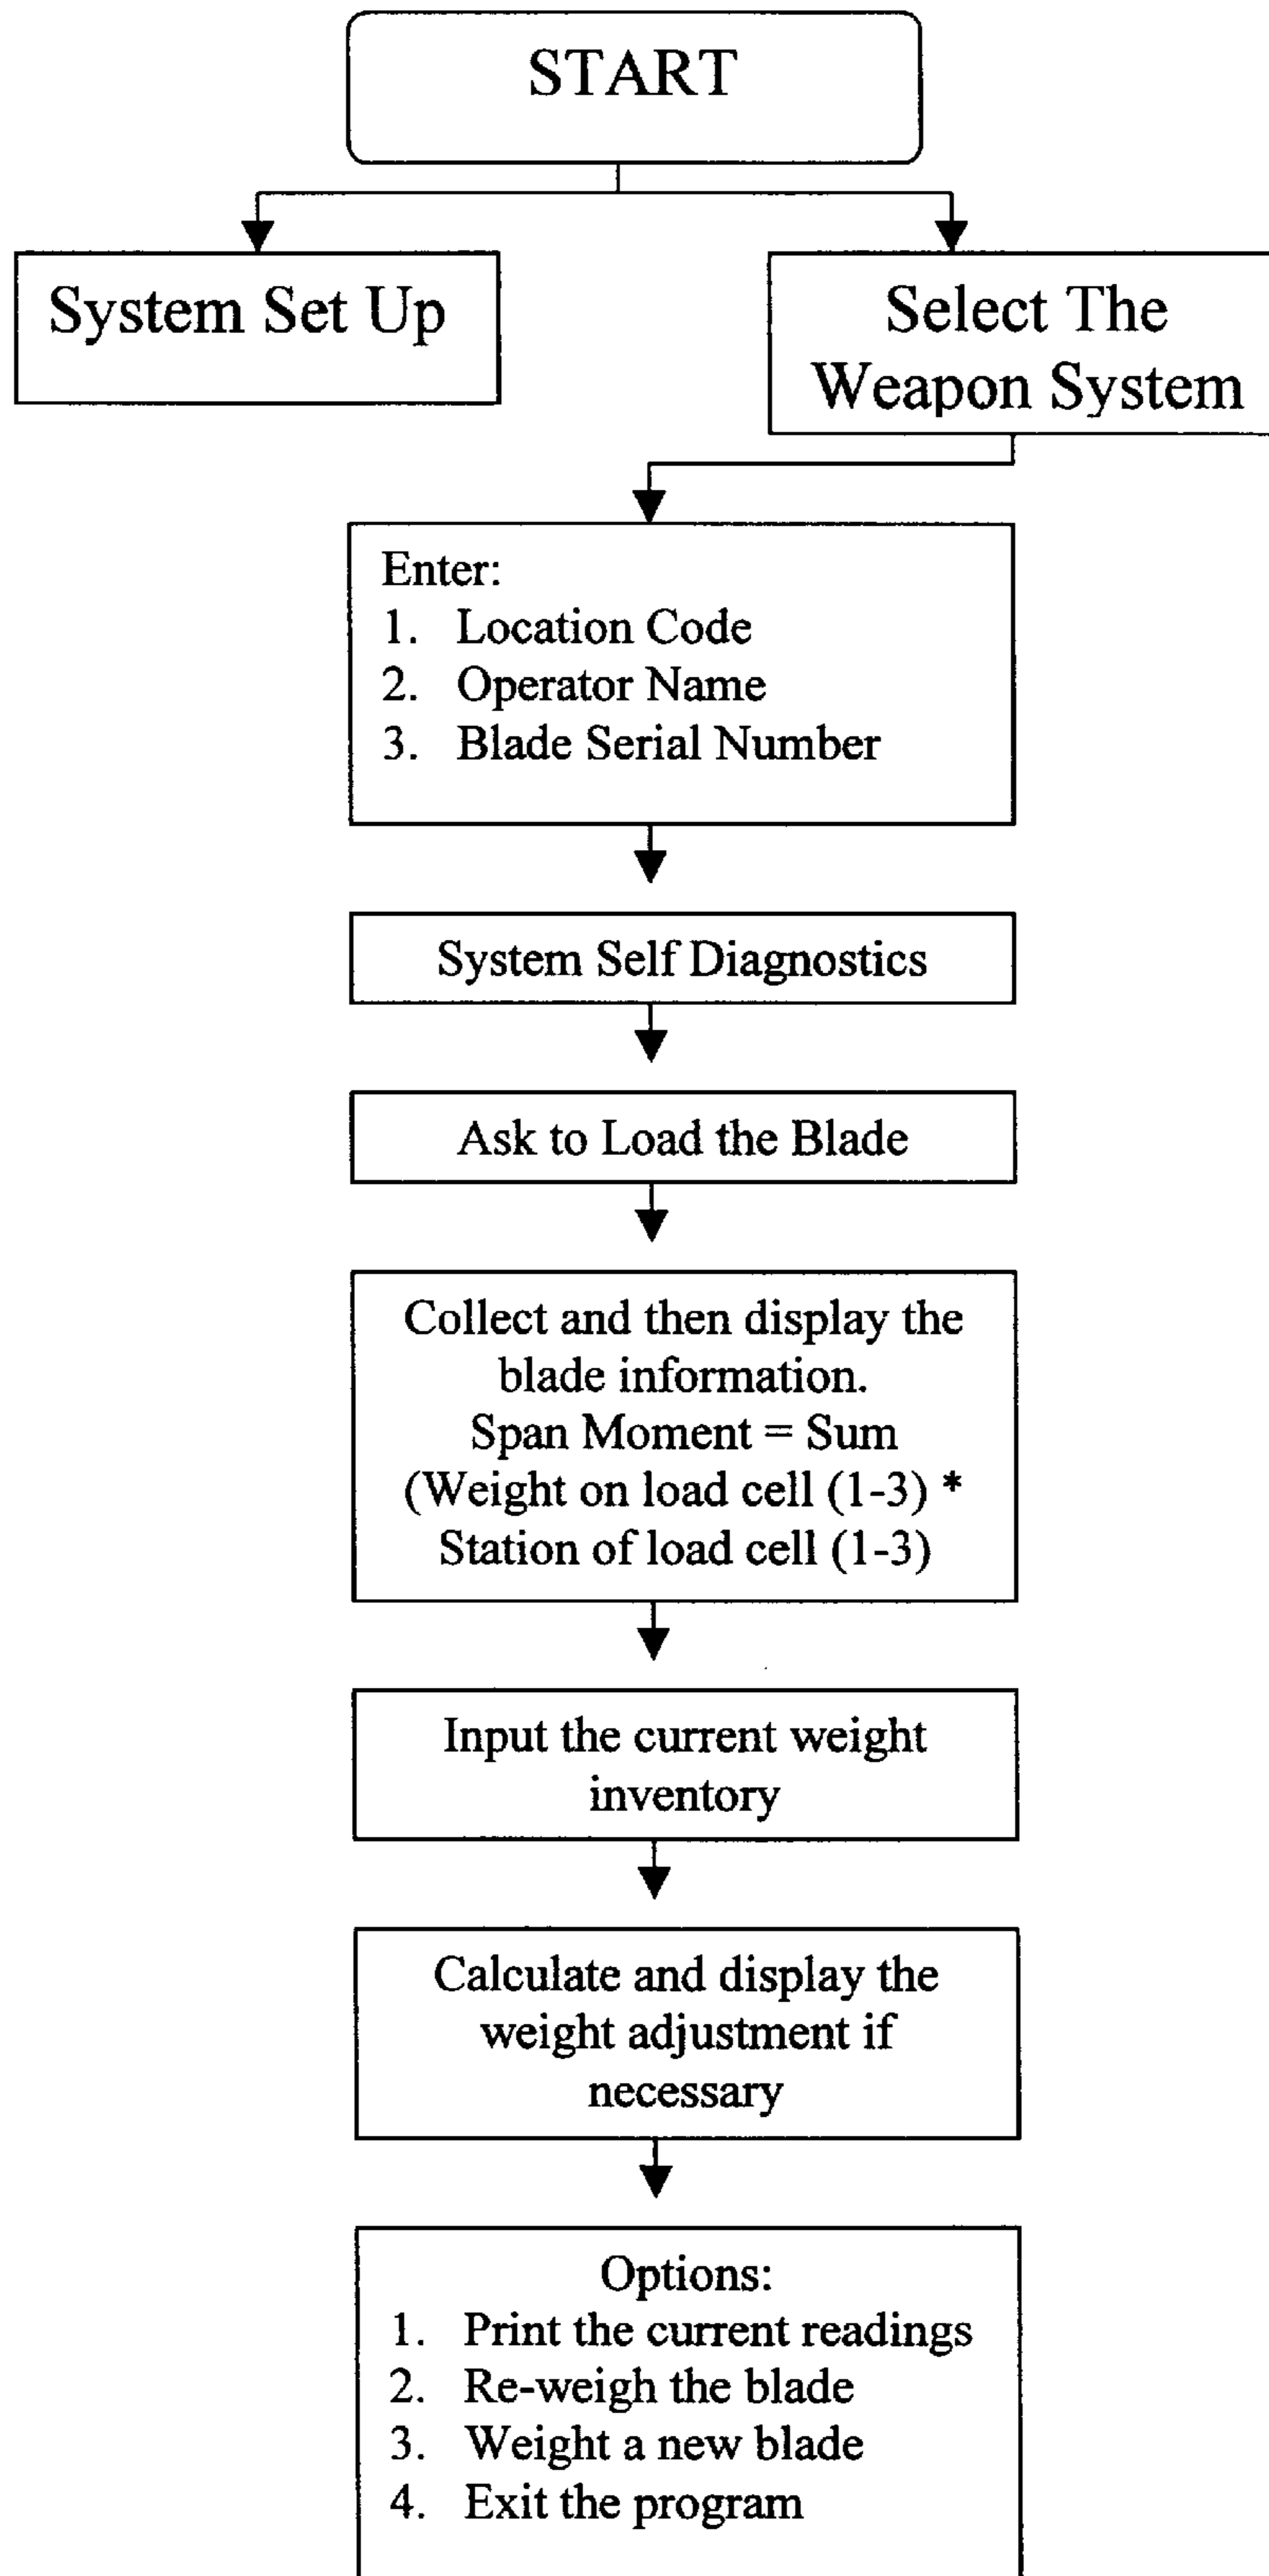 START
System Set Up
Select The
Weapon System
Enter:
1. Location Code
2. Operator Name
3. Blade Serial Number
System Self Diagnostics
Ask to Load the Blade
Collect and then display the
blade information.
Span Moment = Sum
(Weight on load cell (1-3) *
Station of load cell (1-3)
Input the current weight
inventory
Calculate and display the
weight adjustment if
necessary
Options:
1. Print the current readings
2. Re-weigh the blade
3. Weight a new blade
4. Exit the program